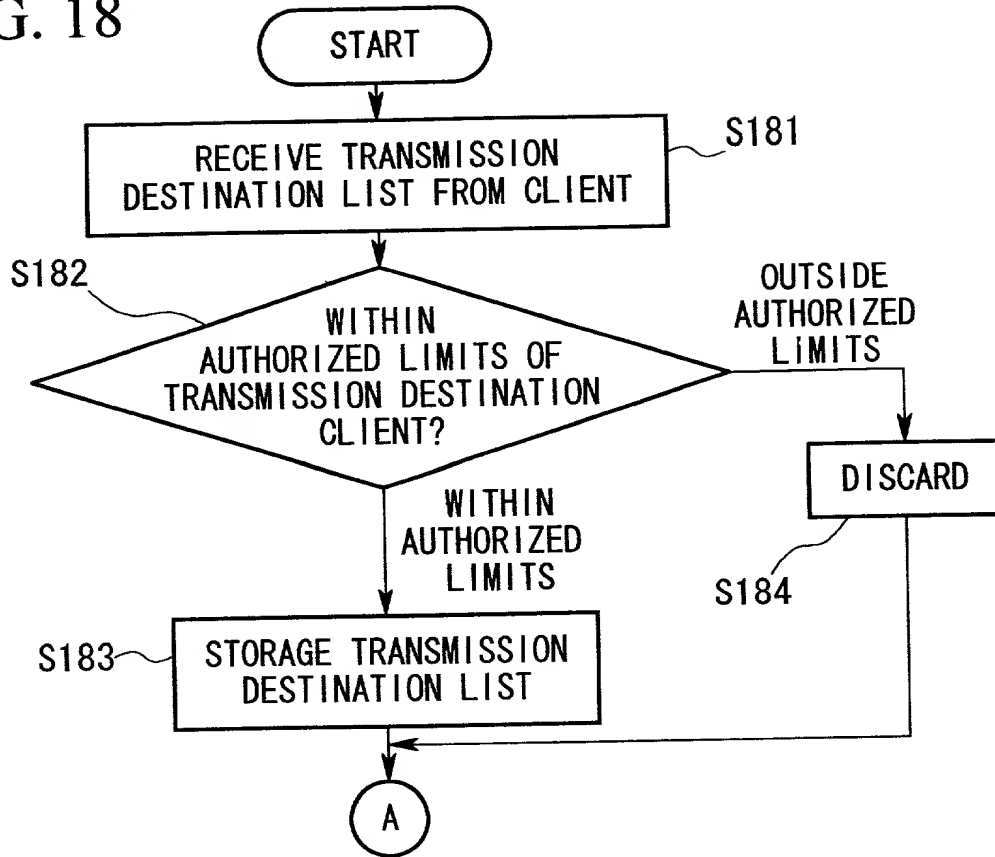 G. 18
START
RECEIVE TRANSMISSION
DESTINATION LIST FROM CLIENT
S181
S182
WITHIN
AUTHORIZED LIMITS OF
TRANSMISSION DESTINATION
CLIENT?
OUTSIDE
AUTHORIZED
LIMITS
DISCARD
S184
WITHIN
AUTHORIZED
LIMITS
S183
STORAGE TRANSMISSION
DESTINATION LIST
A